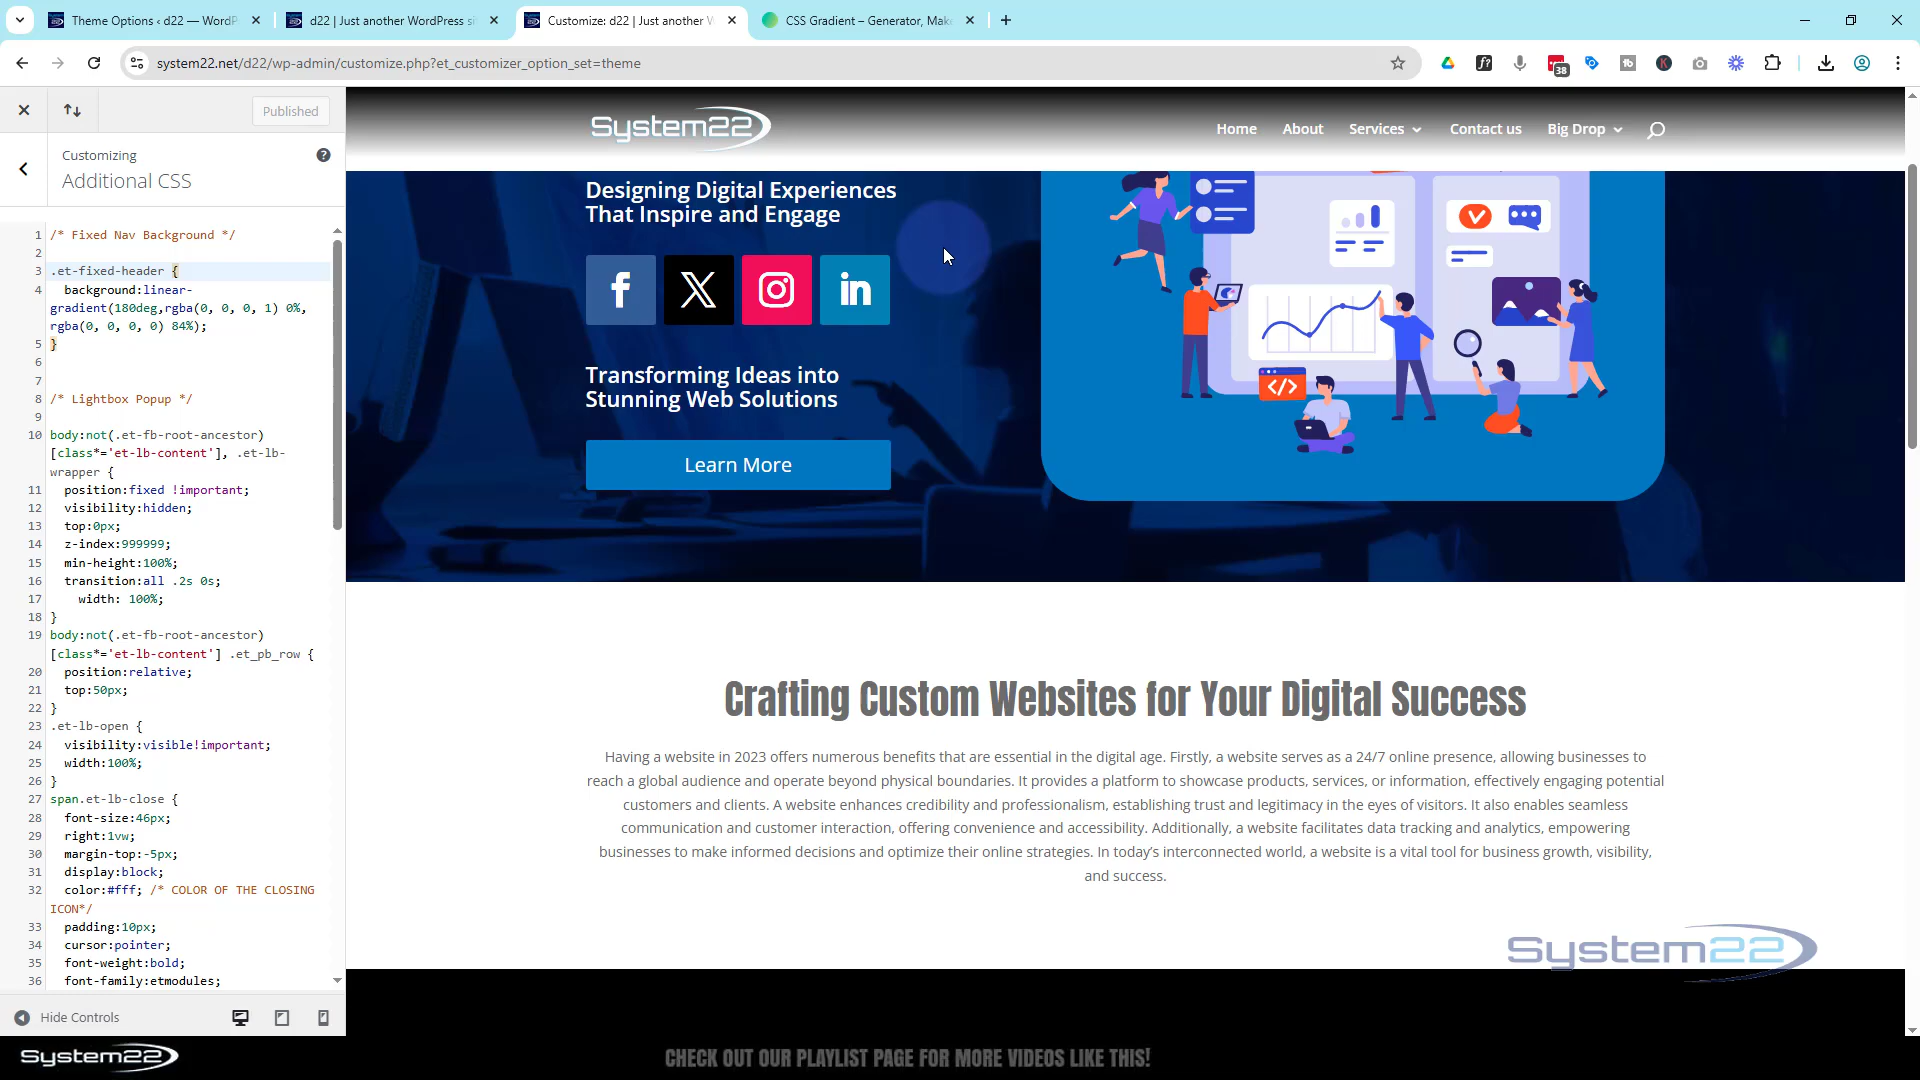 Theme Options ‹ d22 — WordP
d22 | Just another WordPress si
Customize: d22 | Just another W
CSS Gradient – Generator, Make
system22.net/d22/wp-admin/customize.php?et_customizer_option_set=theme
38
Published
Customizing
Additional CSS
1 /* Fixed Nav Background */
2
3 .et-fixed-header {
4 background:linear-
gradient(180deg,rgba(0, 0, 0, 1) 0%,
rgba(0, 0, 0, 0) 84%);
5 }
6
7
8 /* Lightbox Popup */
9
10 body:not(.et-fb-root-ancestor)
[class*='et-lb-content'], .et-lb-
wrapper {
11 position:fixed !important;
12 visibility:hidden;
13 top:0px;
14 z-index:999999;
15 min-height:100%;
16 transition:all .2s 0s;
17 width: 100%;
18 }
19 body:not(.et-fb-root-ancestor)
[class*='et-lb-content'] .et_pb_row {
20 position:relative;
21 top:50px;
22 }
23 .et-lb-open {
24 visibility:visible!important;
25 width:100%;
26 }
27 span.et-lb-close {
28 font-size:46px;
29 right:1vw;
30 margin-top:-5px;
31 display:block;
32 color:#fff; /* COLOR OF THE CLOSING
ICON*/
33 padding:10px;
34 cursor:pointer;
35 font-weight:bold;
36 font-family:etmodules;
Hide Controls
System22
Home
About
Services
Contact us
Big Drop
Designing Digital Experiences
That Inspire and Engage
Transforming Ideas into
Stunning Web Solutions
Learn More
Crafting Custom Websites for Your Digital Success
Having a website in 2023 offers numerous benefits that are essential in the digital age. Firstly, a website serves as a 24/7 online presence, allowing businesses to
reach a global audience and operate beyond physical boundaries. It provides a platform to showcase products, services, or information, effectively engaging potential
customers and clients. A website enhances credibility and professionalism, establishing trust and legitimacy in the eyes of visitors. It also enables seamless
communication and customer interaction, offering convenience and accessibility. Additionally, a website facilitates data tracking and analytics, empowering
businesses to make informed decisions and optimize their online strategies. In today's interconnected world, a website is a vital tool for business growth, visibility,
and success.
System22
System22
CHECK OUT OUR PLAYLIST PAGE FOR MORE VIDEOS LIKE THIS!